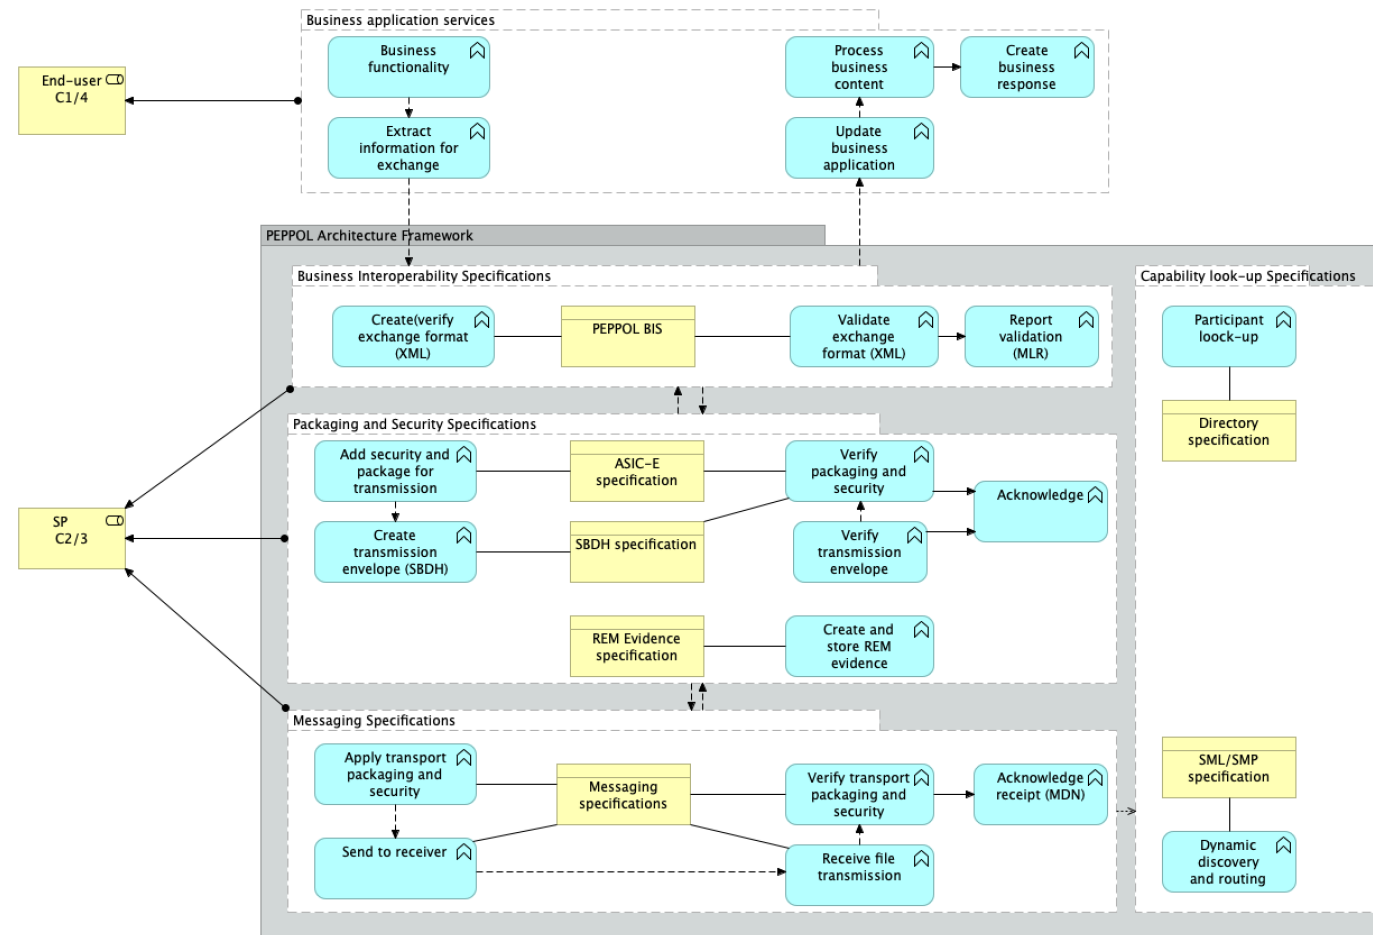 Business application services
Business
functionality
Process
business
content
Create
business
response
End-user
C1/4
Extract
information for
exchange
Update
business
application
PEPPOL Architecture Framework
Business Interoperability Specifications
Capability look-up Specifications
Create(verify
exchange format
(XML)
PEPPOL BIS
Validate
exchange
format (XML)
Report
validation
(MLR)
Participant
loock-up
Directory
specification
Packaging and Security Specifications
Add security and
package for
transmission
ASIC-E
specification
Verify
packaging and
security
Acknowledge
SP
C2/3
Create
transmission
envelope (SBDH)
SBDH specification
Verify
transmission
envelope
REM Evidence
specification
Create and
store REM
evidence
Messaging Specifications
Apply transport
packaging and
security
Messaging
specifications
Verify transport
packaging and
security
Acknowledge
receipt (MDN)
SML/SMP
specification
Send to receiver
Receive file
transmission
Dynamic
discovery
and routing